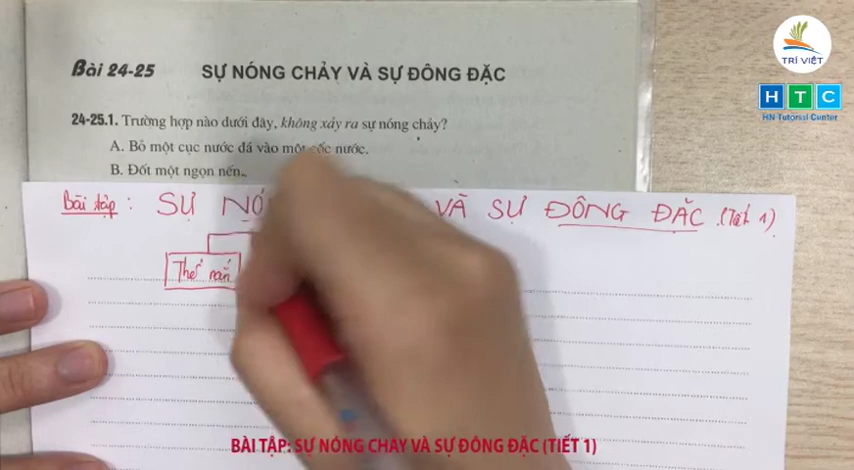 Bài 24-25 SỰ NÓNG CHẢY VÀ SỰ ĐÔNG ĐẶC
24-25.1. Trường hợp nào dưới đây, không xảy ra sự nóng chảy?
A. Bỏ một cục nước đá vào một cốc nước.
B. Đốt một ngọn nến.
Bài tập: SỰ VÀ SỰ ĐÔNG ĐẶC (Tiết 1)
Thể rắn
BÀI TẬP: SỰ NÓNG CHAY VÀ SỰ ĐÔNG ĐẶC (TIẾT 1)
TRÍ VIỆT
HTC
HN Tutorial Center